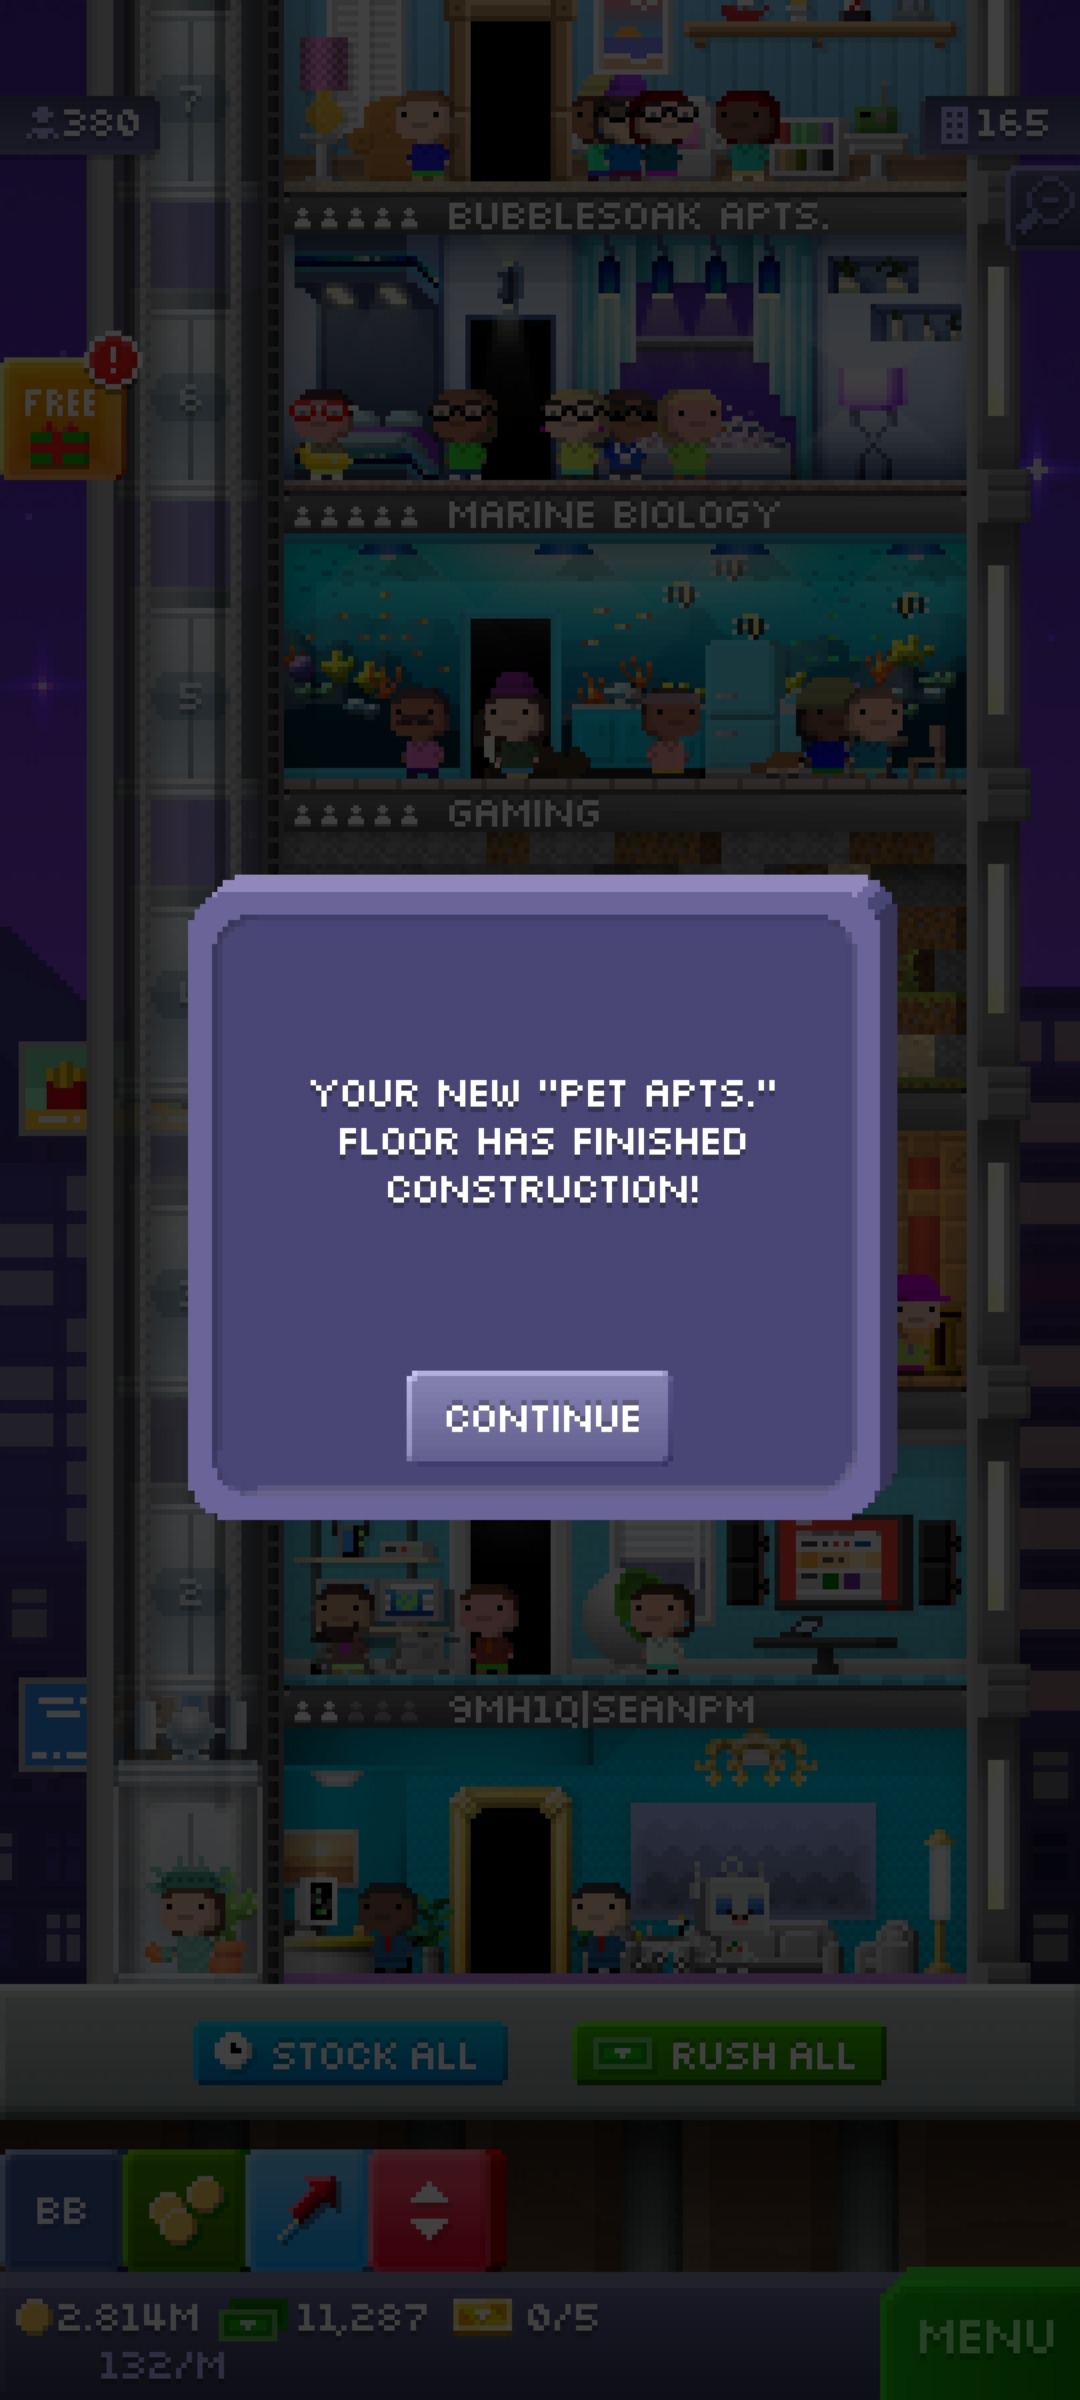 7
380
165
BUBBLESOAK APTS.
FREE
!
6
MARINE BIOLOGY
5
GAMING
YOUR NEW "PET APTS."
FLOOR HAS FINISHED
CONSTRUCTION!
CONTINUE
2
9MH1Q|SEANPM
STOCK ALL
RUSH ALL
BB
2.814M
11,287
0/5
132/M
MENU